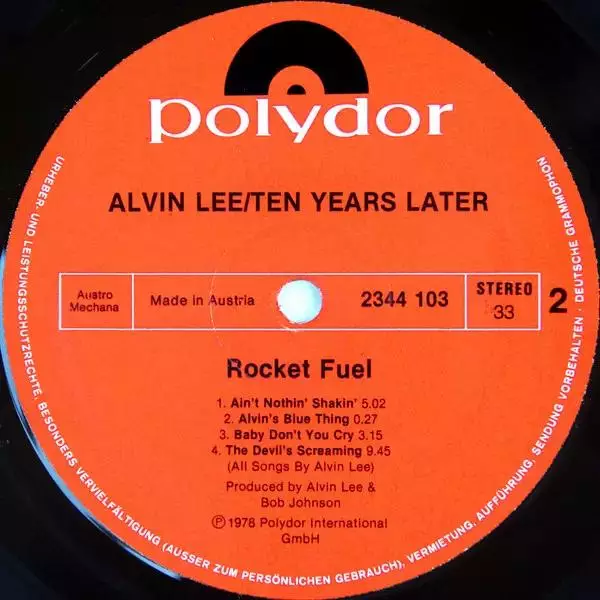 polydor
ALVIN LEE/TEN YEARS LATER
Austro
Mechana
Made in Austria
2344 103
STEREO
33
2
Rocket Fuel
1. Ain't Nothin' Shakin' 5.02
2. Alvin's Blue Thing 0.27
3. Baby Don't You Cry 3.15
4. The Devil's Screaming 9.45
(All Songs By Alvin Lee)
Produced by Alvin Lee &
Bob Johnson
Ⓟ1978 Polydor International
GmbH
URHEBER- UND LEISTUNGSSCHUTZRECHTE, BESONDERS VERVIELFÄLTIGUNG (AUSSER ZUM PERSÖNLICHEN GEBRAUCH), VERMIETUNG, AUFFÜHRUNG, SENDUNG VORBEHALTEN · DEUTSCHE GRAMMOPHON